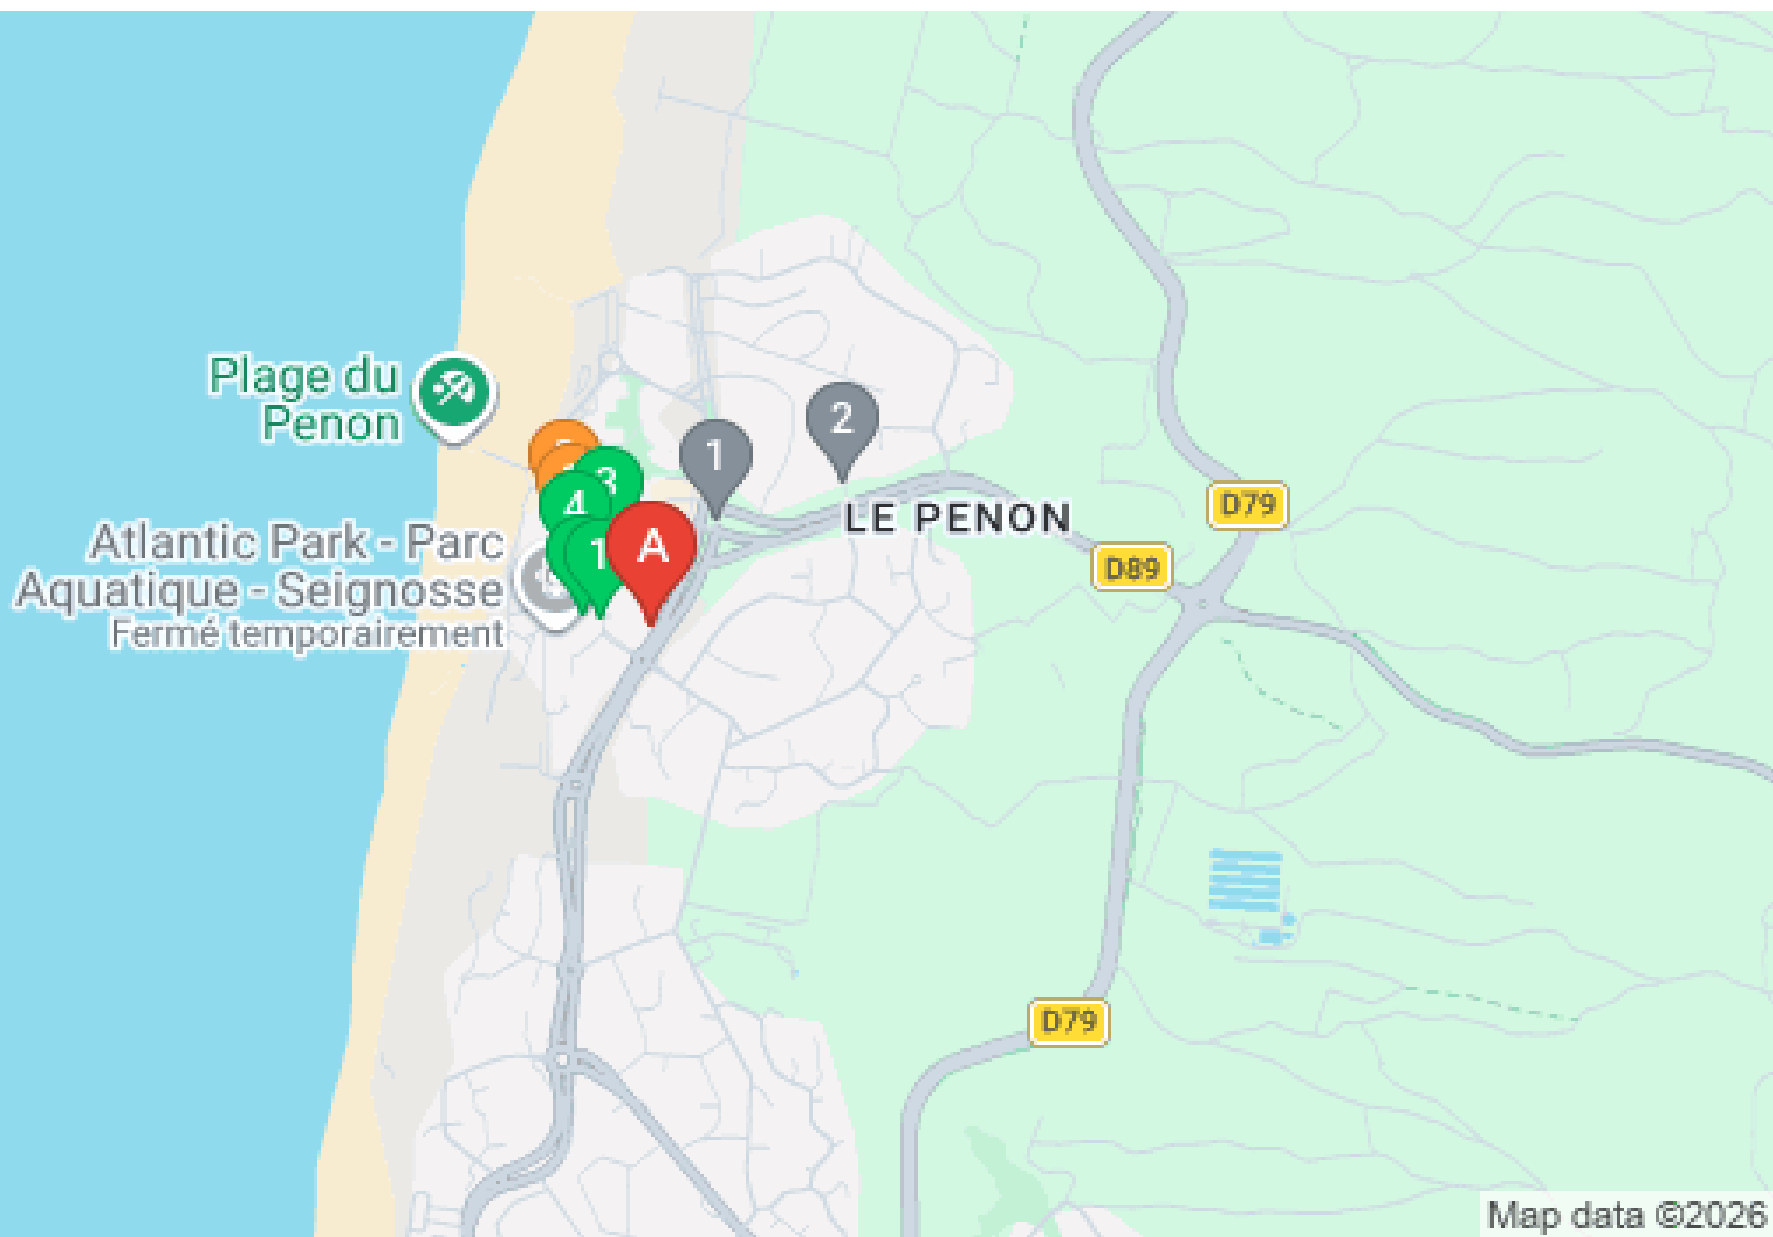 Plage du
Penon
2
1
3
4
1
A
LE PENON
D79
Atlantic Park - Parc
Aquatique - Seignosse
Fermé temporairement
D89
D79
Map data ©2026